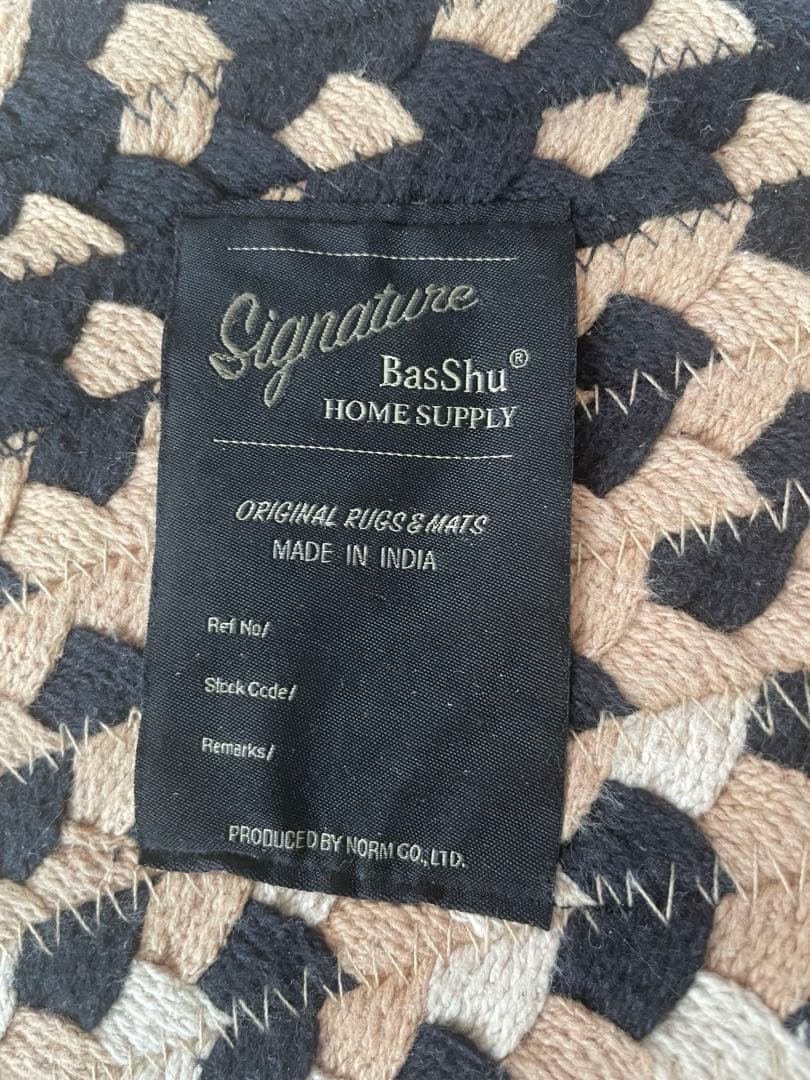 Signature
BasShu®
HOME SUPPLY
ORIGINAL RUGS & MATS
MADE IN INDIA
Ref No/
Stock Code/
Remarks/
PRODUCED BY NORM CO., LTD.